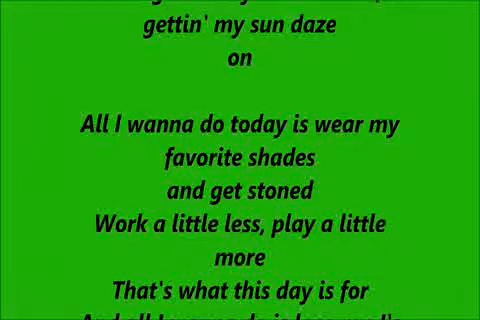 gettin' my sun daze
on
All I wanna do today is wear my
favorite shades
and get stoned
Work a little less, play a little
more
That's what this day is for